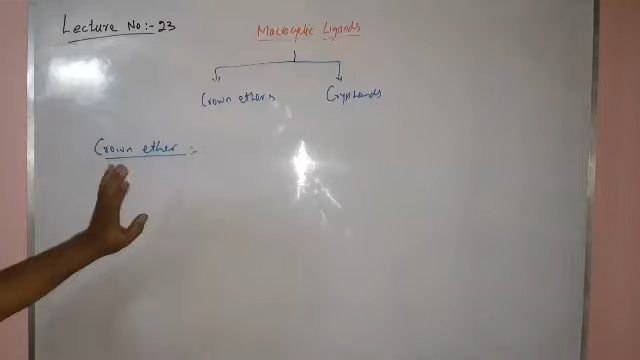 Lecture No:- 23
Macrocyclic Ligands
Crown ethers
Cryptands
Crown ether :-